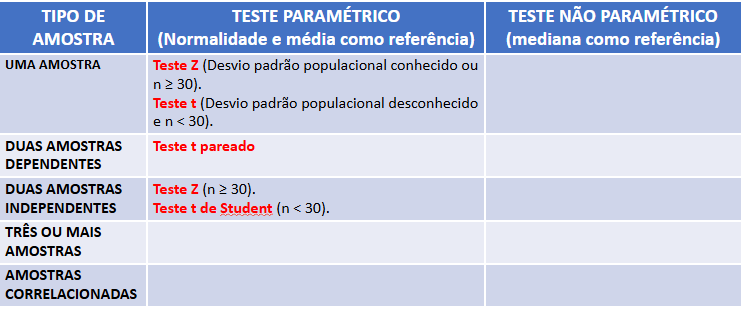 TIPO DE
AMOSTRA
TESTE PARAMÉTRICO
(Normalidade e média como referência)
TESTE NÃO PARAMÉTRICO
(mediana como referência)
UMA AMOSTRA
Teste Z (Desvio padrão populacional conhecido ou
n ≥ 30).
Teste t (Desvio padrão populacional desconhecido
e n < 30).
DUAS AMOSTRAS
DEPENDENTES
Teste t pareado
DUAS AMOSTRAS
INDEPENDENTES
Teste Z (n ≥ 30).
Teste t de Student (n < 30).
TRÊS OU MAIS
AMOSTRAS
AMOSTRAS
CORRELACIONADAS